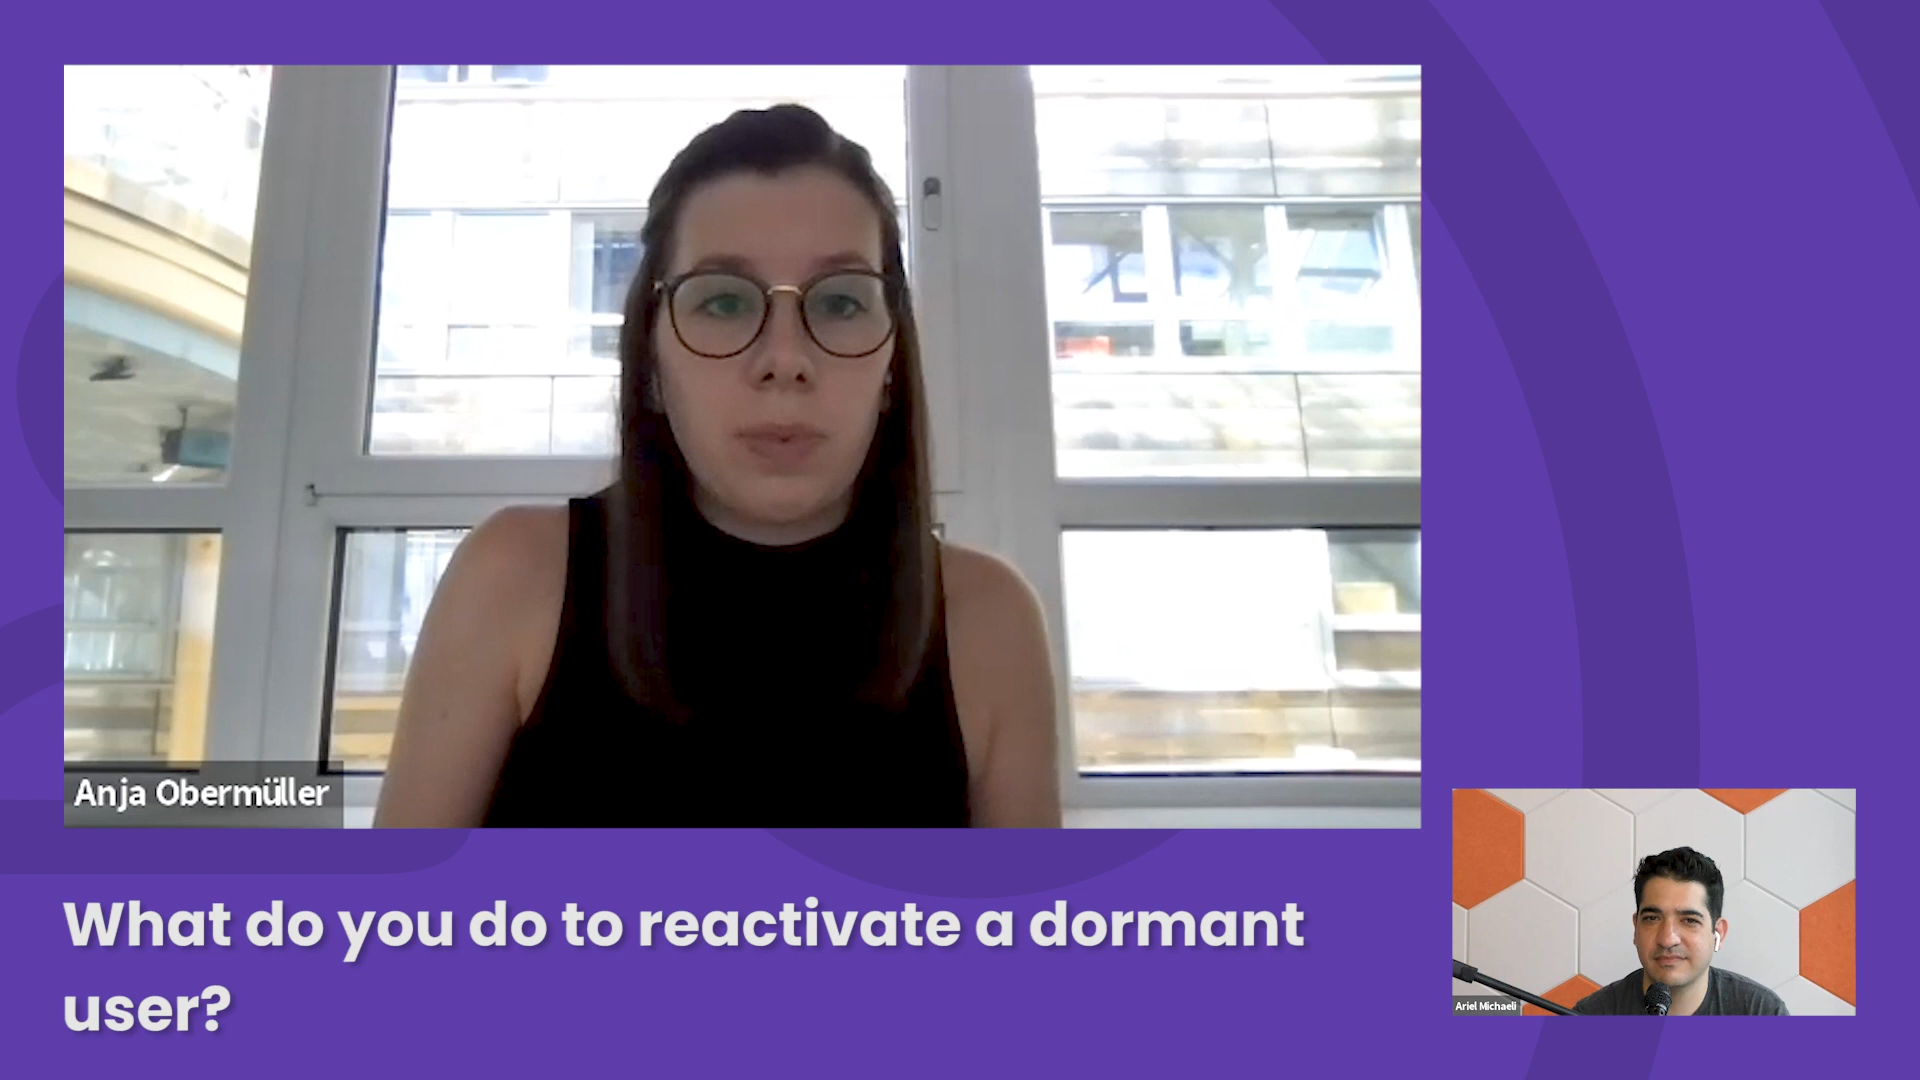 Anja Obermüller
What do you do to reactivate a dormant
user?
Ariel Michaeli